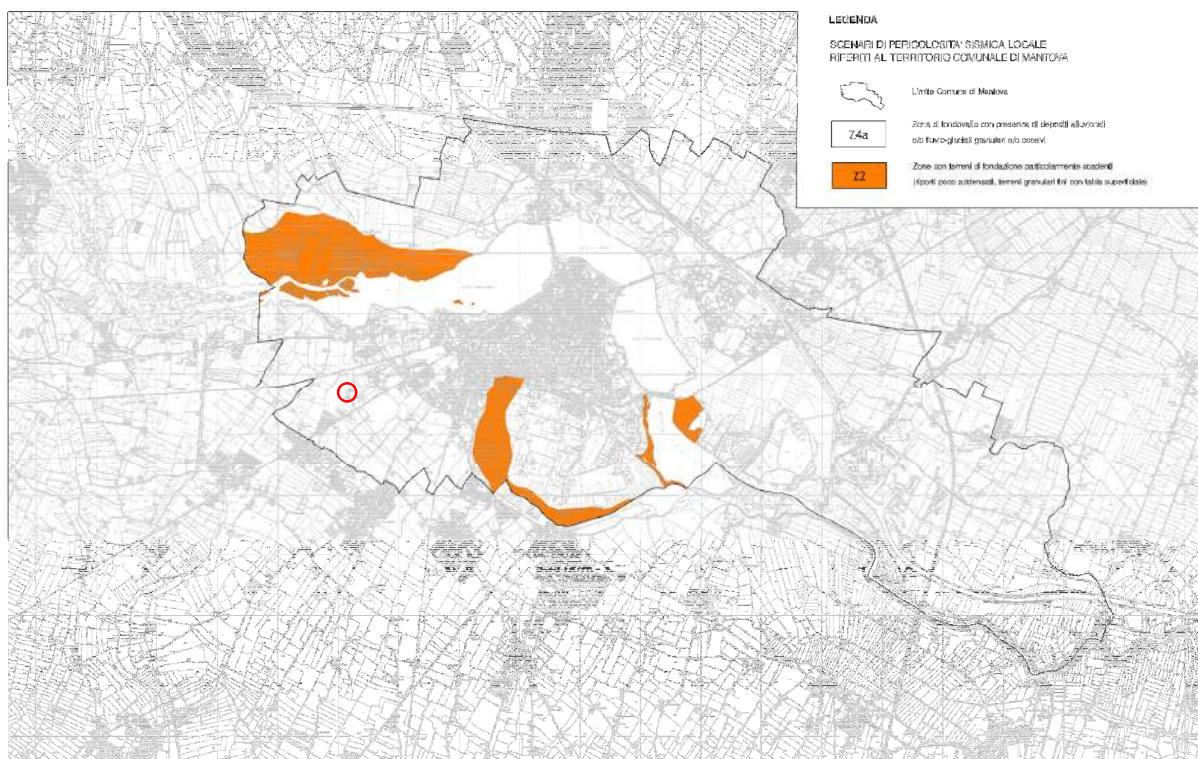 LEGENDA
SCENARI DI PERICOLOSITA' SISMICA LOCALE
RIFERITI AL TERRITORIO COMUNALE DI MANTOVA
Limite Comune di Mantova
Z4a
Zona di fondovalle con presenza di depositi alluvionali
e/o fluvio-glaciali granulari e/o coesivi
Z2
Zone con terreni di fondazione particolarmente scadenti
(riporti poco addensati, terreni granulari fini con falda superficiale)